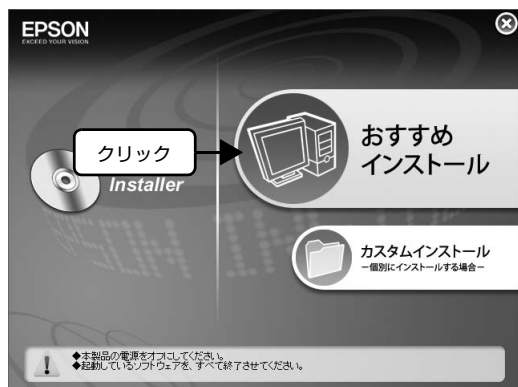 EPSON
EXCEED YOUR VISION
クリック
Installer
おすすめ
インストール
カスタムインストール
－個別にインストールする場合－
◆本製品の電源をオフにしてください。
◆起動しているソフトウェアを、すべて終了させてください。